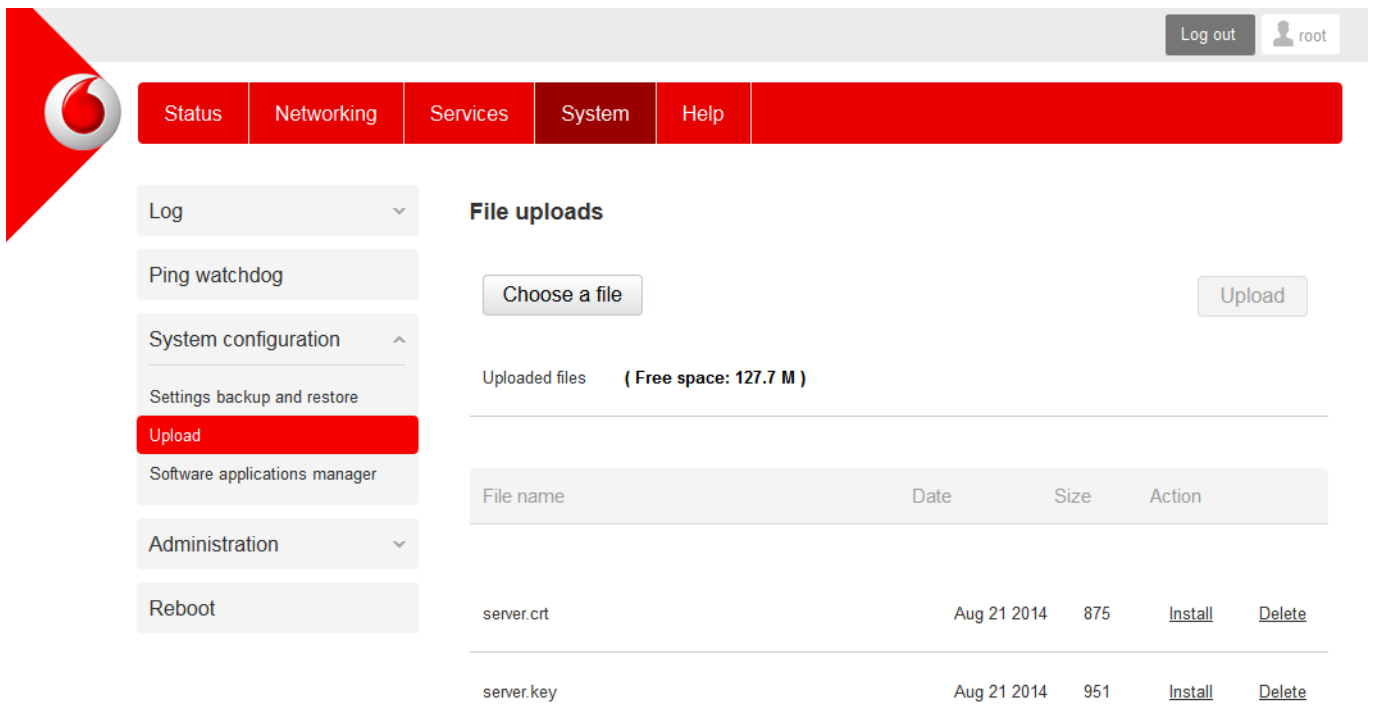 Log out root
Status Networking Services System Help
Log
Ping watchdog
System configuration
Settings backup and restore
Upload
Software applications manager
Administration
Reboot
File uploads
Choose a file Upload
Uploaded files ( Free space: 127.7 M )
File name Date Size Action
server.crt Aug 21 2014 875 Install Delete
server.key Aug 21 2014 951 Install Delete